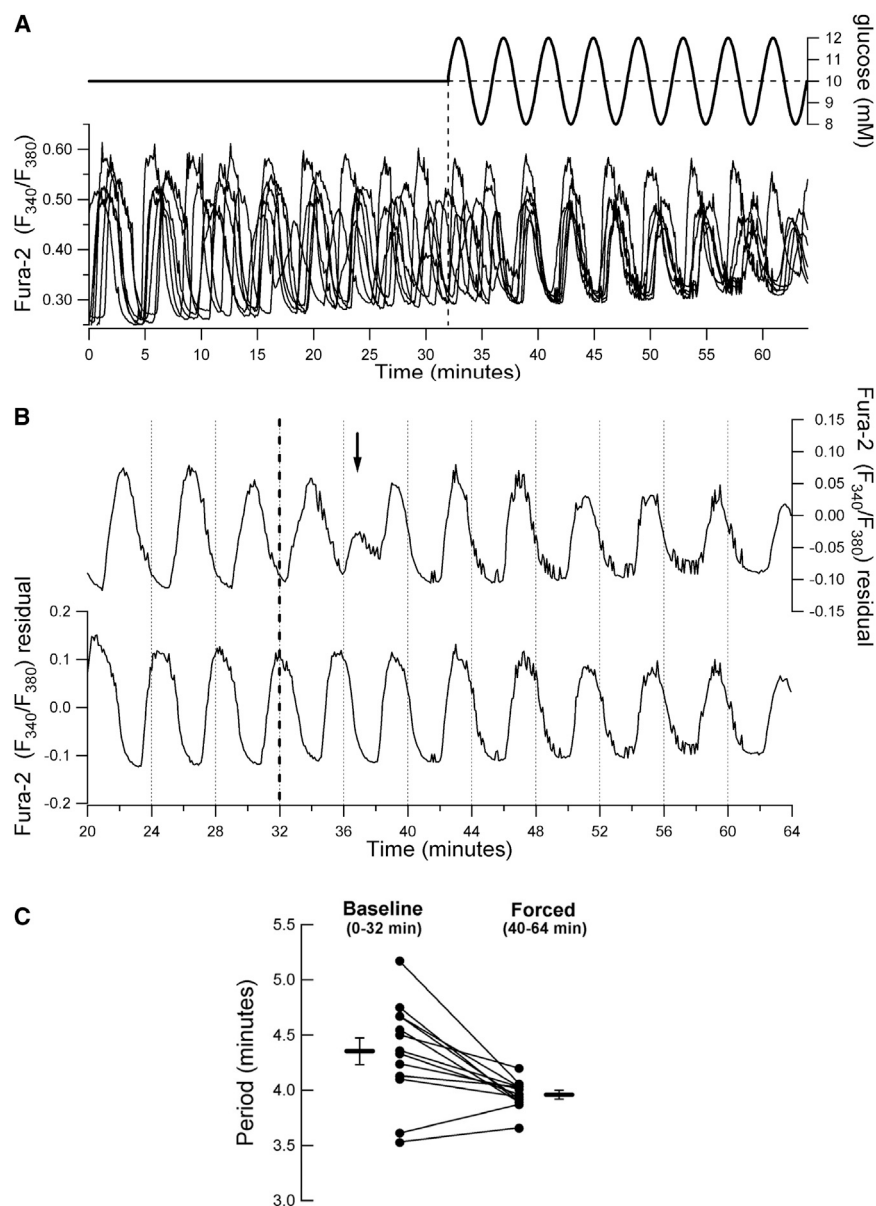 A
glucose (mM)
12
11
10
9
8
Fura-2 (F340/F380)
0.60
0.50
0.40
0.30
0 5 10 15 20 25 30 35 40 45 50 55 60
Time (minutes)
B
Fura-2 (F340/F380) residual
0.15
0.10
0.05
0.00
-0.05
-0.10
-0.15
Fura-2 (F340/F380) residual
0.2
0.1
0.0
-0.1
-0.2
20 24 28 32 36 40 44 48 52 56 60 64
Time (minutes)
C
Baseline
(0-32 min)
Forced
(40-64 min)
Period (minutes)
5.5
5.0
4.5
4.0
3.5
3.0